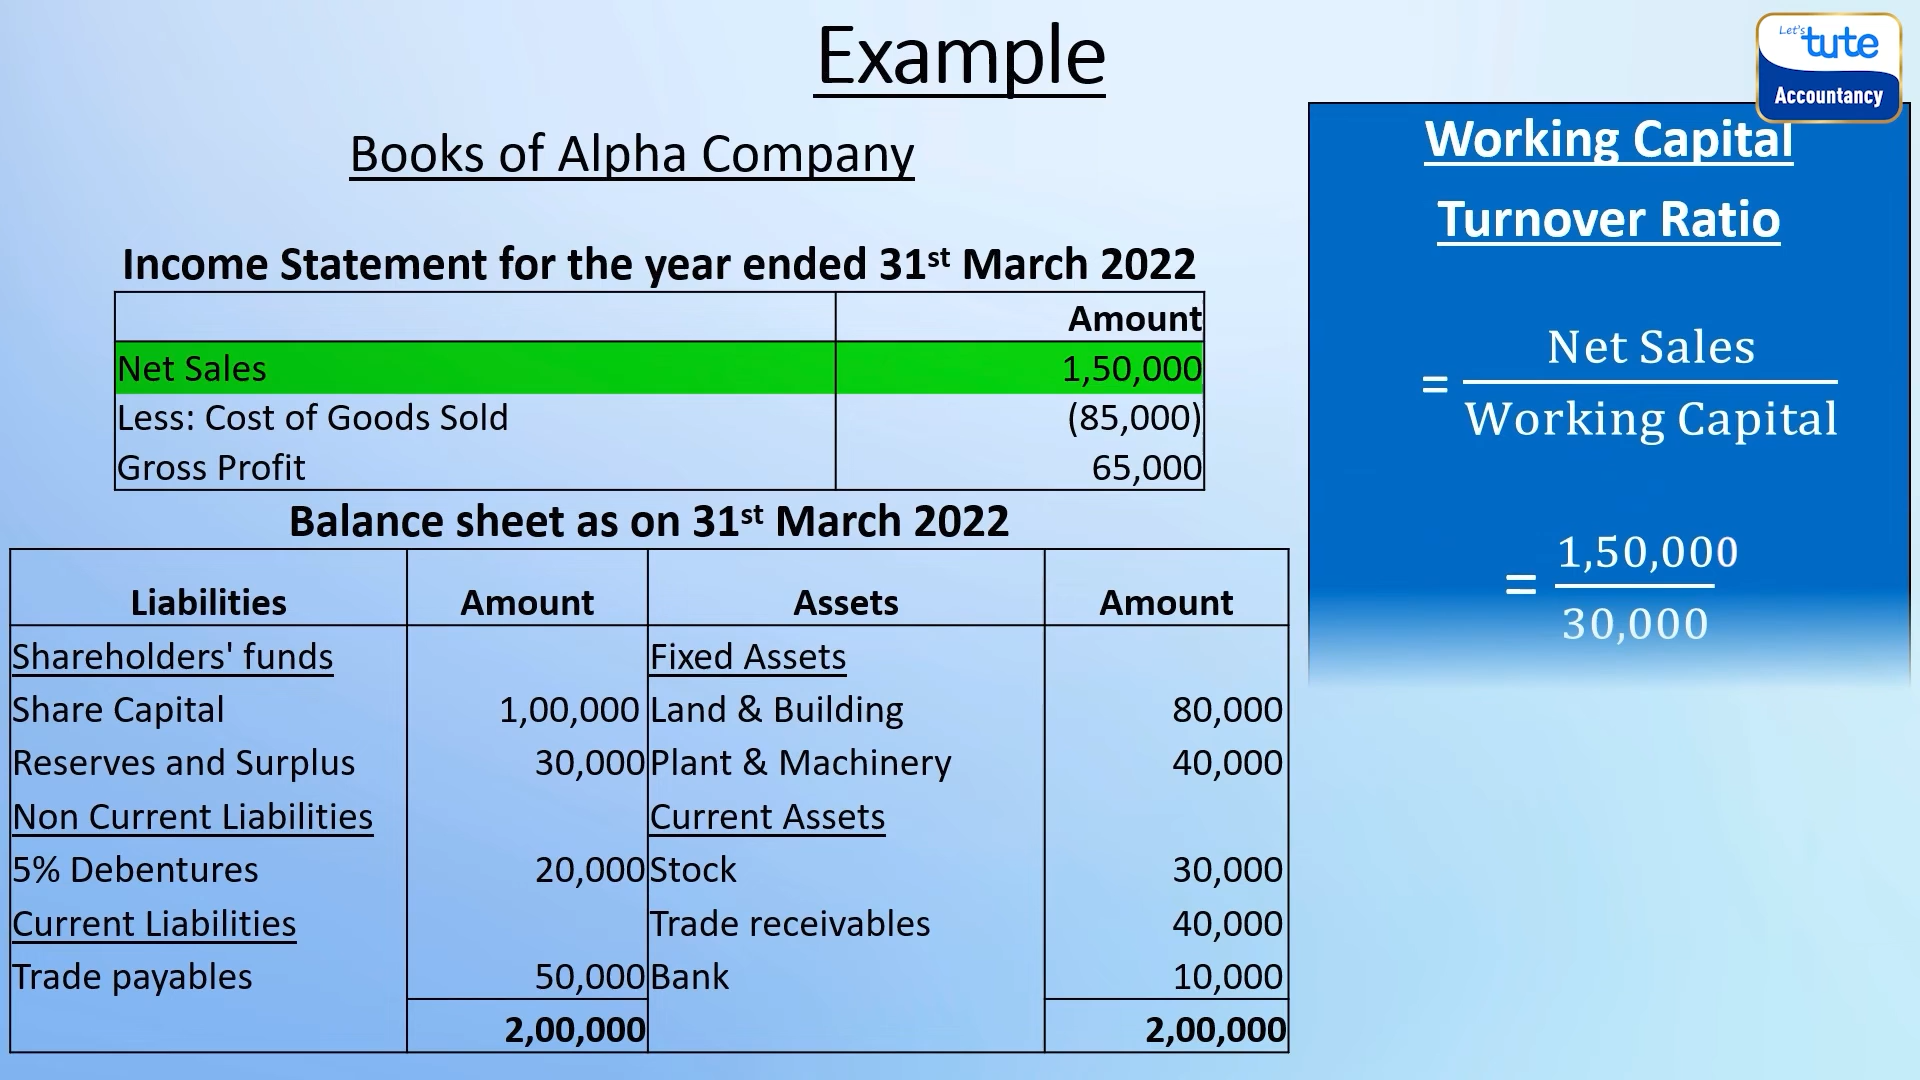 Example
Let's
tute
Accountancy
Books of Alpha Company
Income Statement for the year ended 31st March 2022
Amount
Net Sales 1,50,000
Less: Cost of Goods Sold (85,000)
Gross Profit 65,000
Balance sheet as on 31st March 2022
Liabilities Amount Assets Amount
Shareholders' funds Fixed Assets
Share Capital 1,00,000 Land & Building 80,000
Reserves and Surplus 30,000 Plant & Machinery 40,000
Non Current Liabilities Current Assets
5% Debentures 20,000 Stock 30,000
Current Liabilities Trade receivables 40,000
Trade payables 50,000 Bank 10,000
2,00,000 2,00,000
Working Capital
Turnover Ratio
= Net Sales
Working Capital
= 1,50,000
30,000